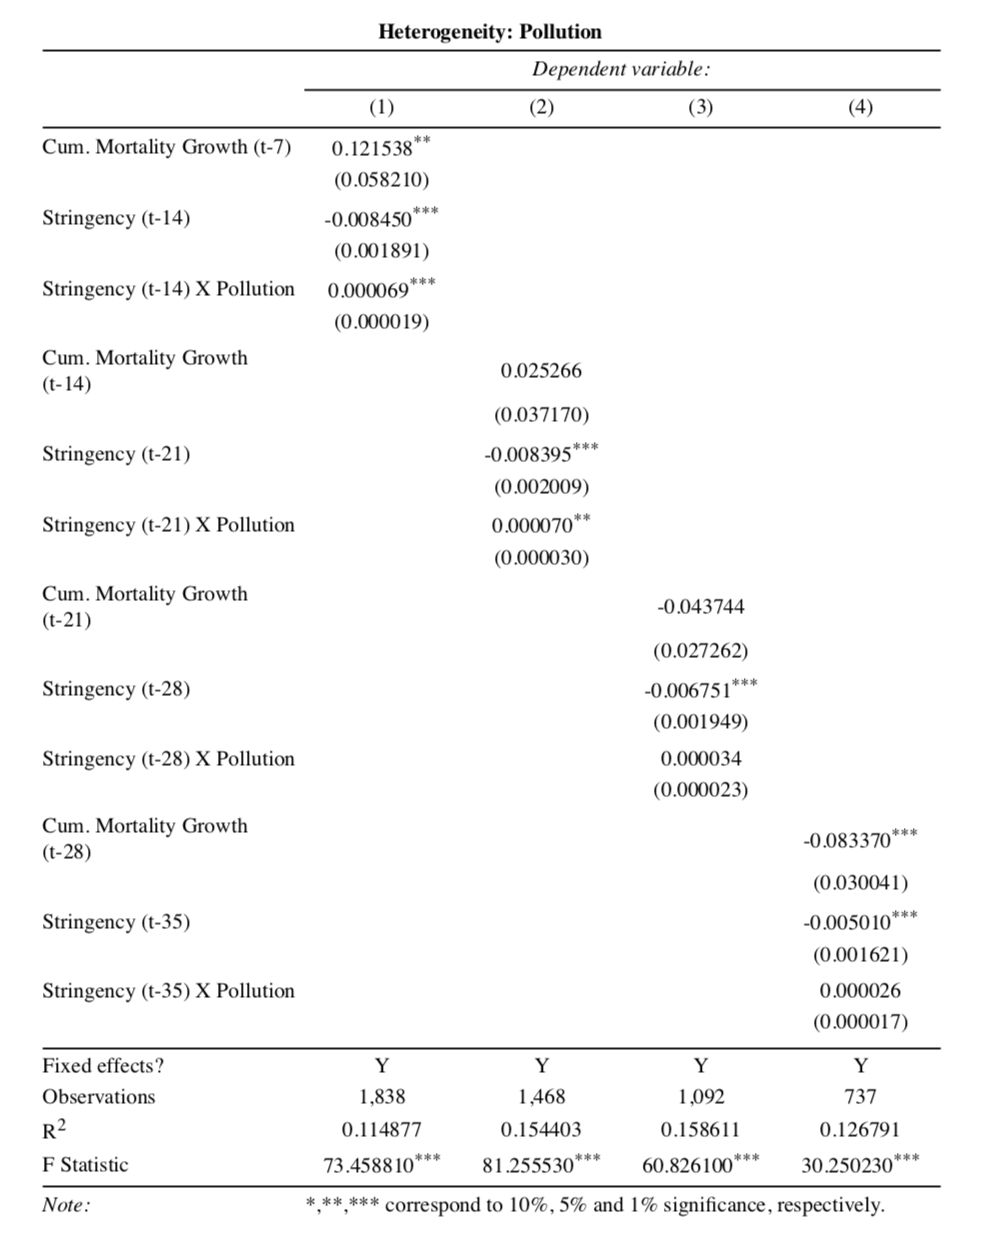 Heterogeneity: Pollution
Dependent variable:
(1) (2) (3) (4)
Cum. Mortality Growth (t-7) 0.121538**
(0.058210)
Stringency (t-14) -0.008450***
(0.001891)
Stringency (t-14) X Pollution 0.000069***
(0.000019)
Cum. Mortality Growth
(t-14) 0.025266
(0.037170)
Stringency (t-21) -0.008395***
(0.002009)
Stringency (t-21) X Pollution 0.000070**
(0.000030)
Cum. Mortality Growth
(t-21) -0.043744
(0.027262)
Stringency (t-28) -0.006751***
(0.001949)
Stringency (t-28) X Pollution 0.000034
(0.000023)
Cum. Mortality Growth
(t-28) -0.083370***
(0.030041)
Stringency (t-35) -0.005010***
(0.001621)
Stringency (t-35) X Pollution 0.000026
(0.000017)
Fixed effects? Y Y Y Y
Observations 1,838 1,468 1,092 737
R2 0.114877 0.154403 0.158611 0.126791
F Statistic 73.458810*** 81.255530*** 60.826100*** 30.250230***
Note: *,**,*** correspond to 10%, 5% and 1% significance, respectively.